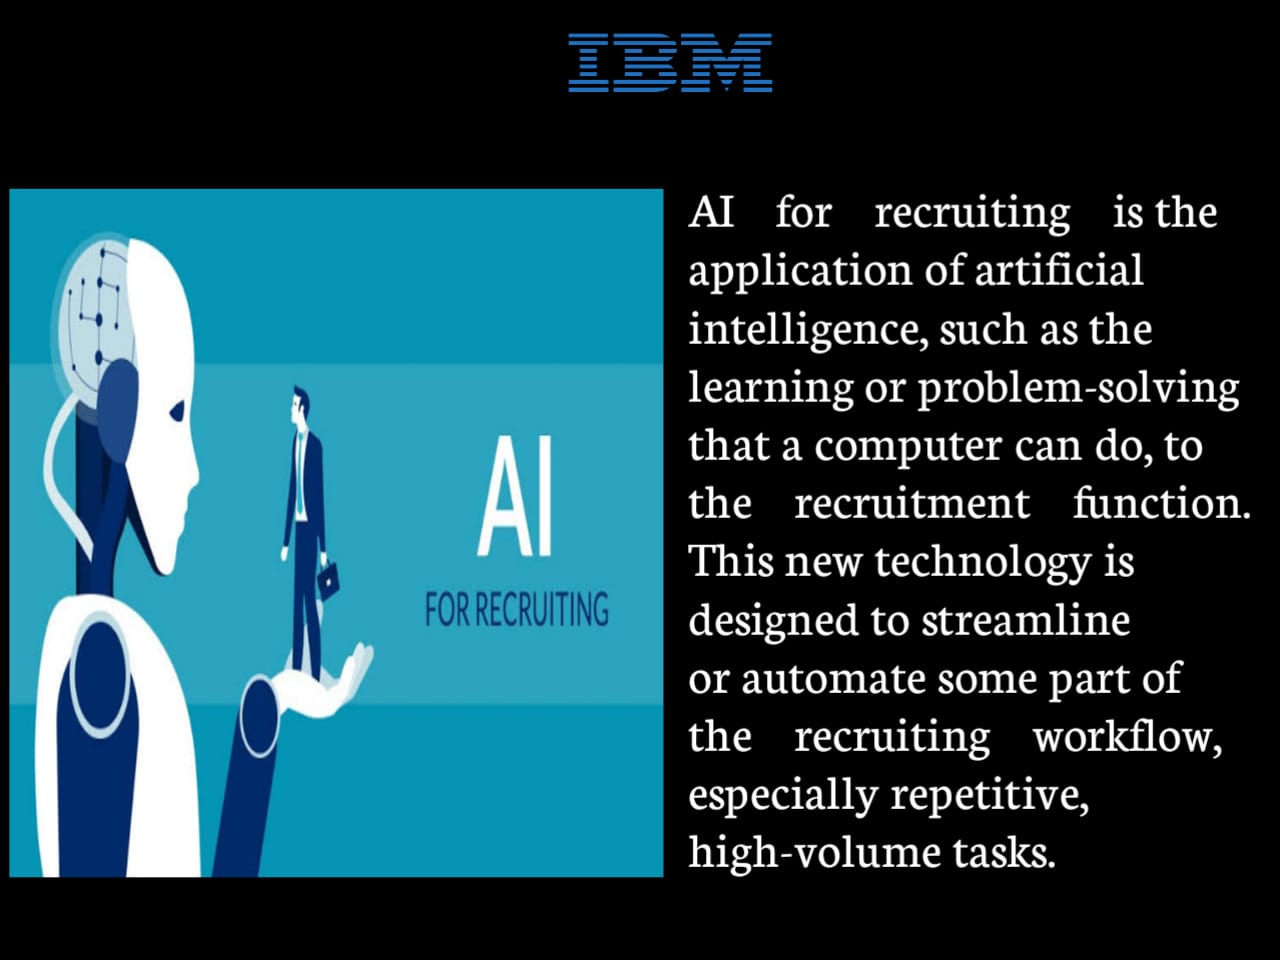 IBM
AI
FOR RECRUITING
AI for recruiting is the
application of artificial
intelligence, such as the
learning or problem-solving
that a computer can do, to
the recruitment function.
This new technology is
designed to streamline
or automate some part of
the recruiting workflow,
especially repetitive,
high-volume tasks.